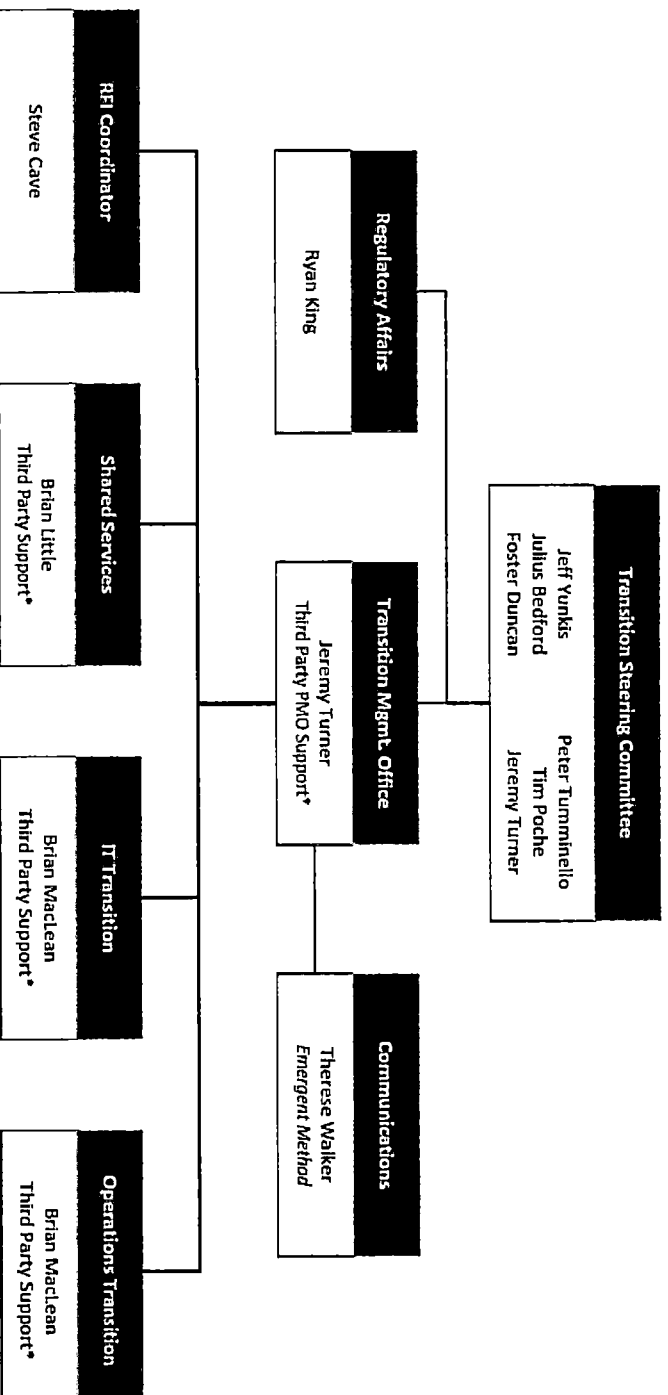 Transition Steering Committee
Jeff Yunkis
Julius Bedford
Foster Duncan
Peter Tumminello
Tim Poche
Jeremy Turner
Regulatory Affairs
Ryan King
Transition Mgmt. Office
Jeremy Turner
Third Party PMO Support*
Communications
Therese Walker
Emergent Method
RFI Coordinator
Steve Cave
Shared Services
Brian Little
Third Party Support*
IT Transition
Brian MacLean
Third Party Support*
Operations Transition
Brian MacLean
Third Party Support*